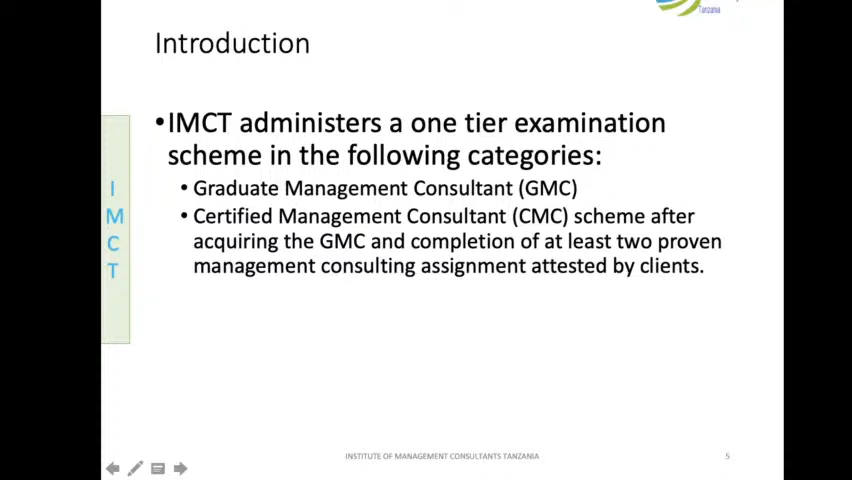 Tanzania
Introduction
•IMCT administers a one tier examination
scheme in the following categories:
• Graduate Management Consultant (GMC)
• Certified Management Consultant (CMC) scheme after
acquiring the GMC and completion of at least two proven
management consulting assignment attested by clients.
I
M
C
T
INSTITUTE OF MANAGEMENT CONSULTANTS TANZANIA
5